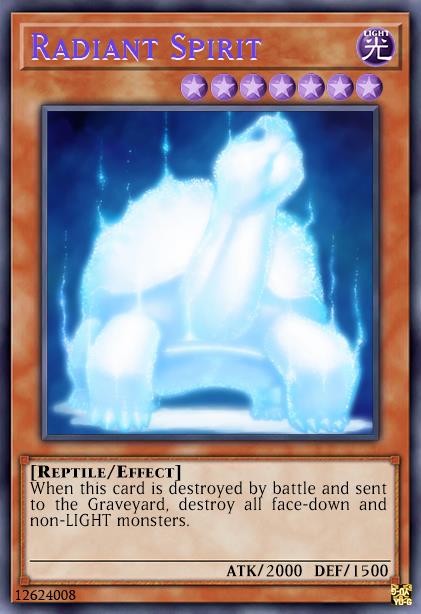 Radiant Spirit
LIGHT
光
[Reptile/Effect]
When this card is destroyed by battle and sent
to the Graveyard, destroy all face-down and
non-LIGHT monsters.
ATK/2000 DEF/1500
12624008